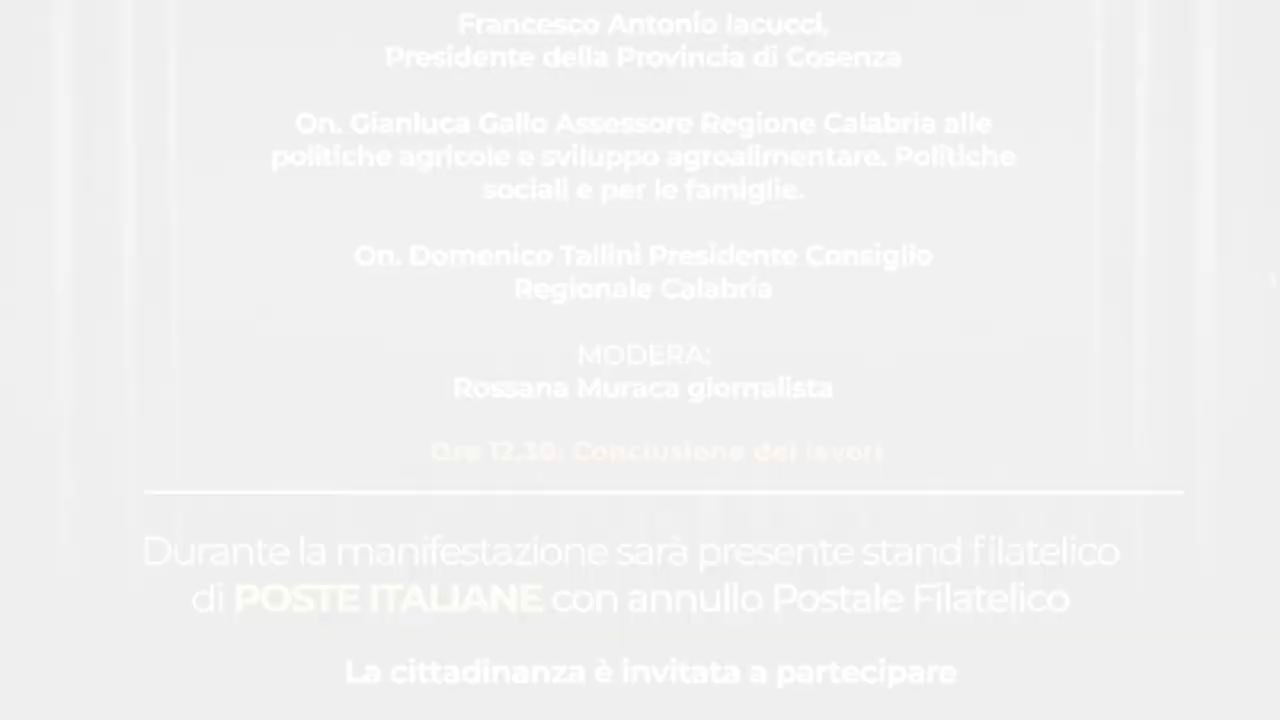 Francesco Antonio Iacucci,
Presidente della Provincia di Cosenza
On. Gianluca Gallo Assessore Regione Calabria alle
politiche agricole e sviluppo agroalimentare. Politiche
sociali e per le famiglie.
On. Domenico Tallini Presidente Consiglio
Regionale Calabria
MODERA:
Rossana Muraca giornalista
Ore 12.30: Conclusione dei lavori
Durante la manifestazione sarà presente stand filatelico
di POSTE ITALIANE con annullo Postale Filatelico
La cittadinanza è invitata a partecipare